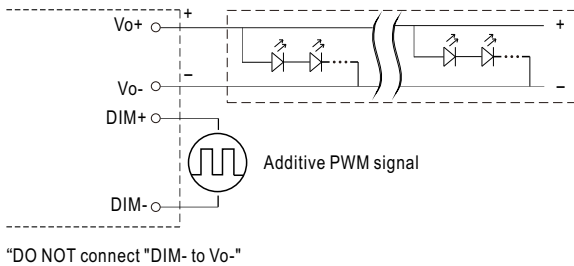 Vo+
+
+
Vo-
–
–
DIM+
Additive PWM signal
DIM-
“DO NOT connect "DIM- to Vo-"